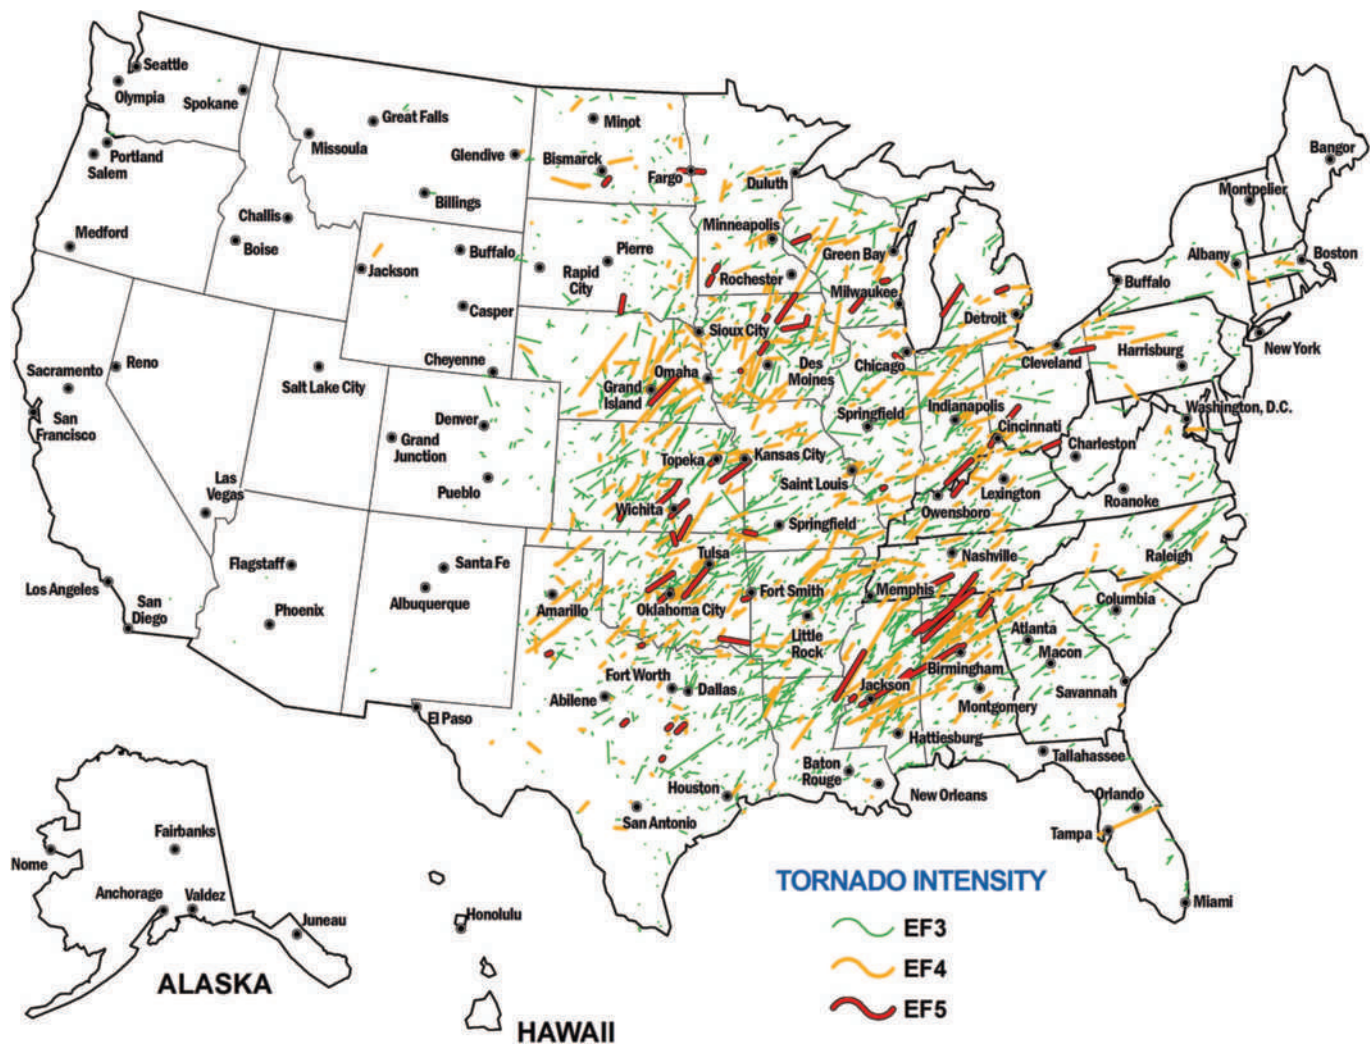 Seattle
Olympia
Spokane
Portland
Salem
Medford
Great Falls
Missoula
Glendive
Billings
Challis
Boise
Jackson
Buffalo
Casper
Cheyenne
Minot
Bismarck
Fargo
Duluth
Minneapolis
Pierre
Rapid
City
Rochester
Green Bay
Milwaukee
Detroit
Bangor
Montpelier
Albany
Boston
Buffalo
New York
Sacramento
San
Francisco
Reno
Salt Lake City
Las
Vegas
Denver
Grand
Junction
Pueblo
Sioux City
Omaha
Grand
Island
Des
Moines
Chicago
Cleveland
Harrisburg
Washington, D.C.
Springfield
Indianapolis
Cincinnati
Charleston
Topeka
Kansas City
Saint Louis
Wichita
Springfield
Owensboro
Lexington
Roanoke
Raleigh
Los Angeles
San
Diego
Flagstaff
Phoenix
Santa Fe
Albuquerque
El Paso
Amarillo
Tulsa
Oklahoma City
Fort Smith
Little
Rock
Memphis
Nashville
Columbia
Atlanta
Macon
Birmingham
Savannah
Montgomery
Jackson
Hattiesburg
Fort Worth
Dallas
Abilene
Houston
San Antonio
Baton
Rouge
New Orleans
Tallahassee
Orlando
Tampa
Miami
Fairbanks
Nome
Anchorage
Valdez
Juneau
ALASKA
Honolulu
HAWAII
TORNADO INTENSITY
EF3
EF4
EF5